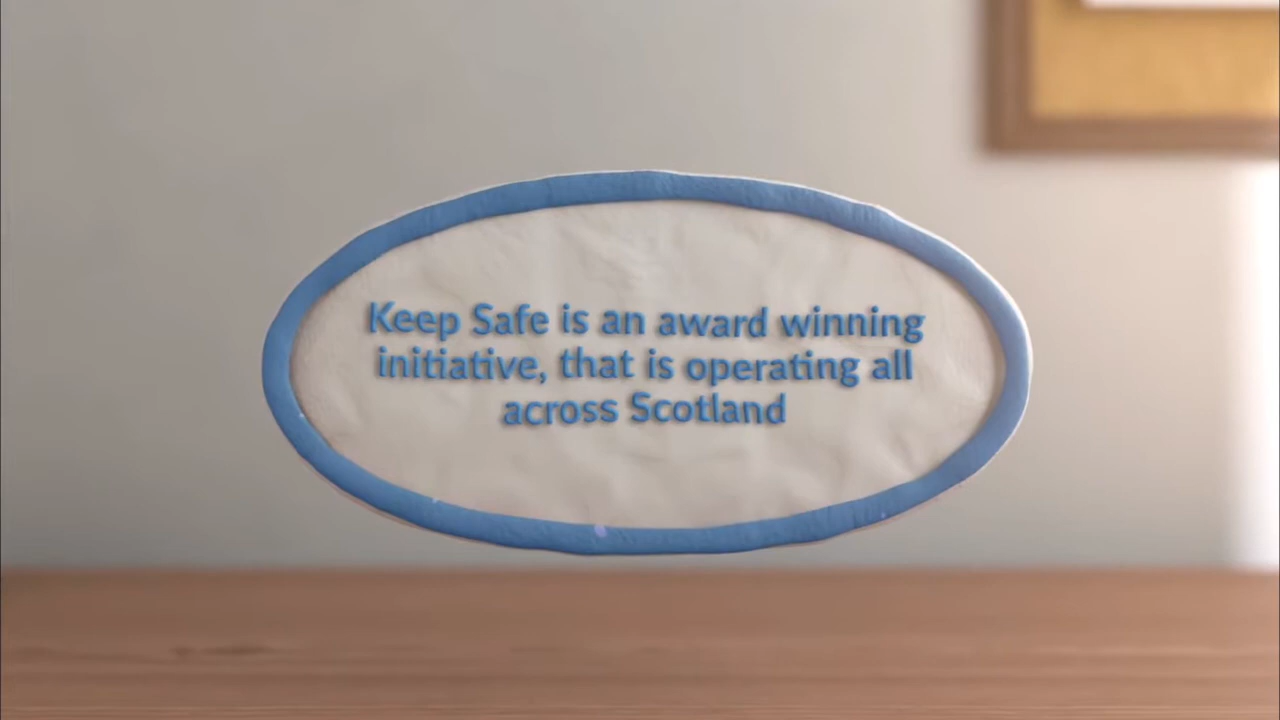 Keep Safe is an award winning
initiative, that is operating all
across Scotland